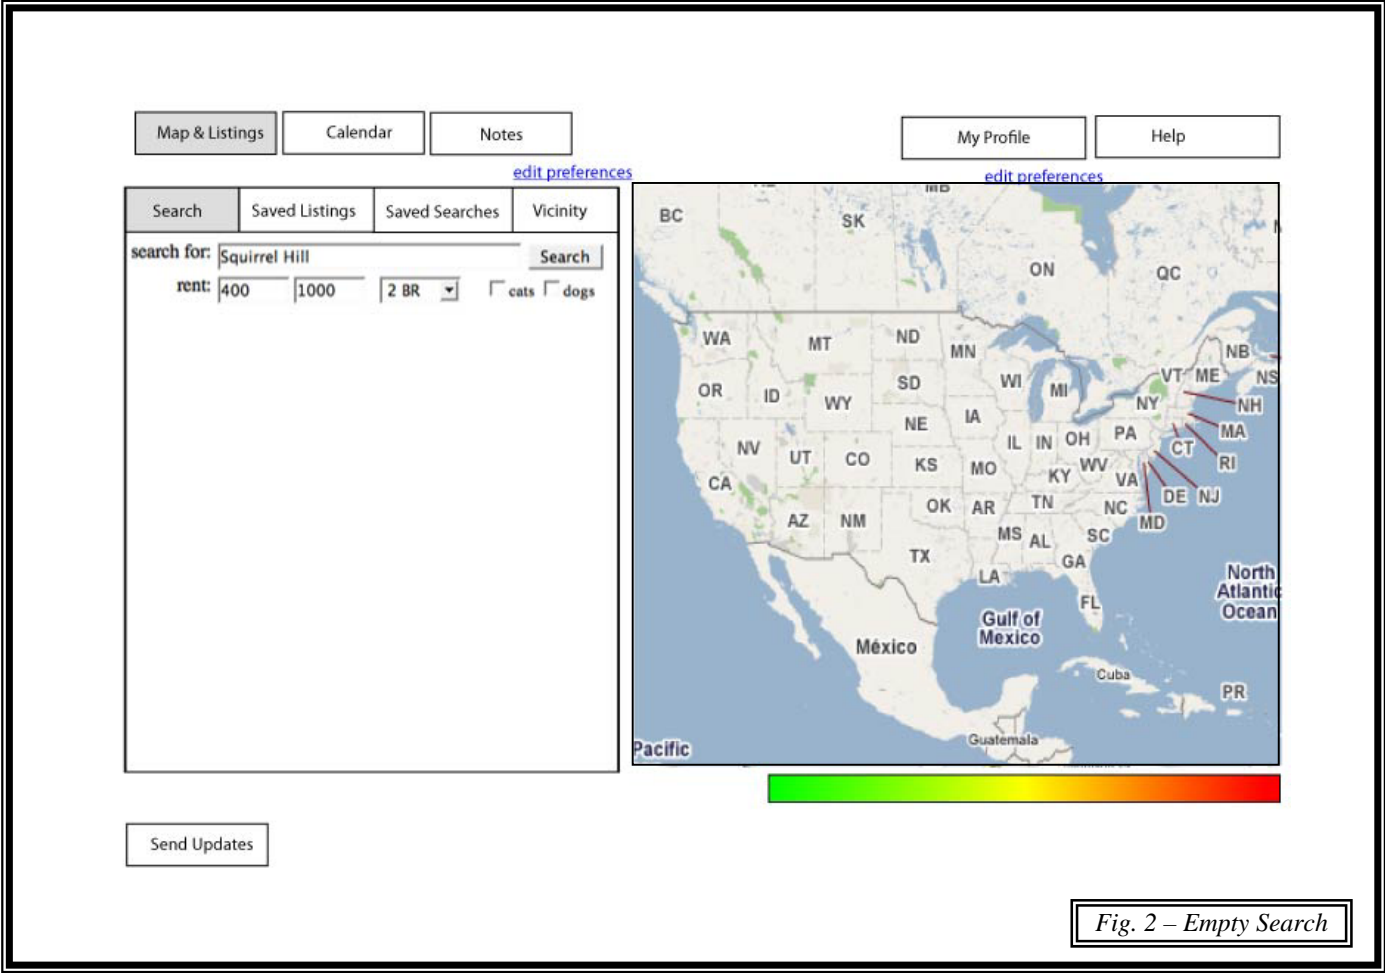 Map & Listings
Calendar
Notes
My Profile
Help
edit preferences
edit preferences
Search
Saved Listings
Saved Searches
Vicinity
search for:
Squirrel Hill
Search
rent:
400
1000
2 BR
cats
dogs
BC
SK
MB
ON
QC
WA
MT
ND
MN
NB
OR
ID
SD
WI
MI
VT
ME
NS
WY
NY
NH
NE
IA
MA
NV
UT
CO
IL
IN
OH
PA
CT
KS
MO
WV
RI
KY
CA
VA
DE
NJ
OK
AR
TN
NC
AZ
NM
MD
MS
AL
SC
TX
GA
LA
North
Atlantic
Ocean
FL
Gulf of
Mexico
México
Cuba
PR
Guatemala
Pacific
Send Updates
Fig. 2 – Empty Search